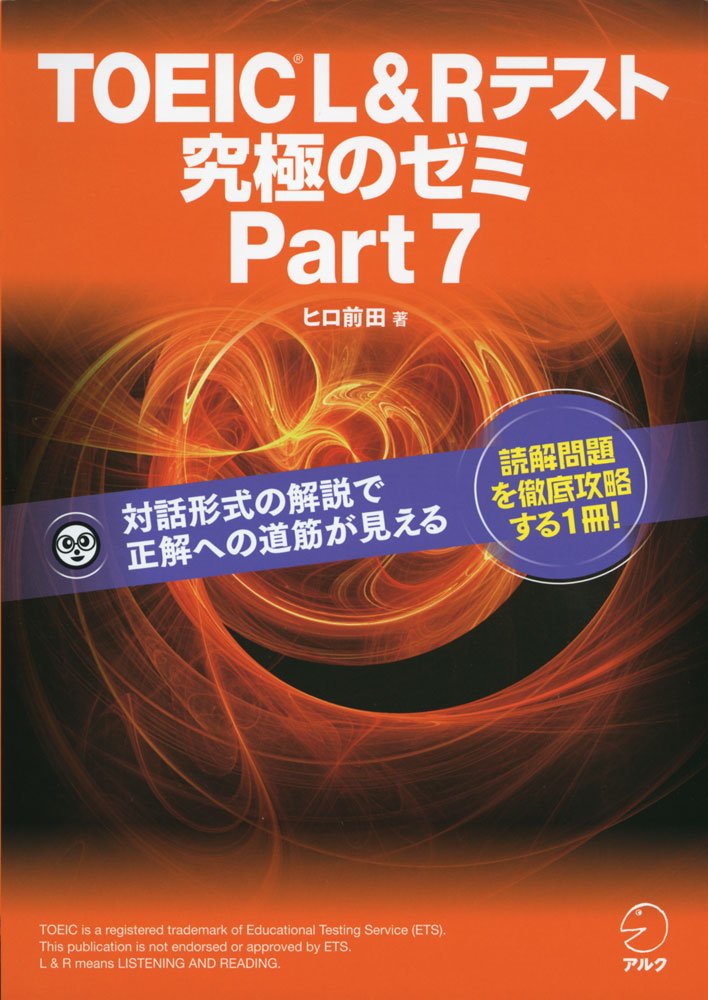 TOEIC® L&Rテスト
究極のゼミ
Part 7
ヒロ前田 著
読解問題
を徹底攻略
する1冊!
対話形式の解説で
正解への道筋が見える
TOEIC is a registered trademark of Educational Testing Service (ETS).
This publication is not endorsed or approved by ETS.
L & R means LISTENING AND READING.
アルク